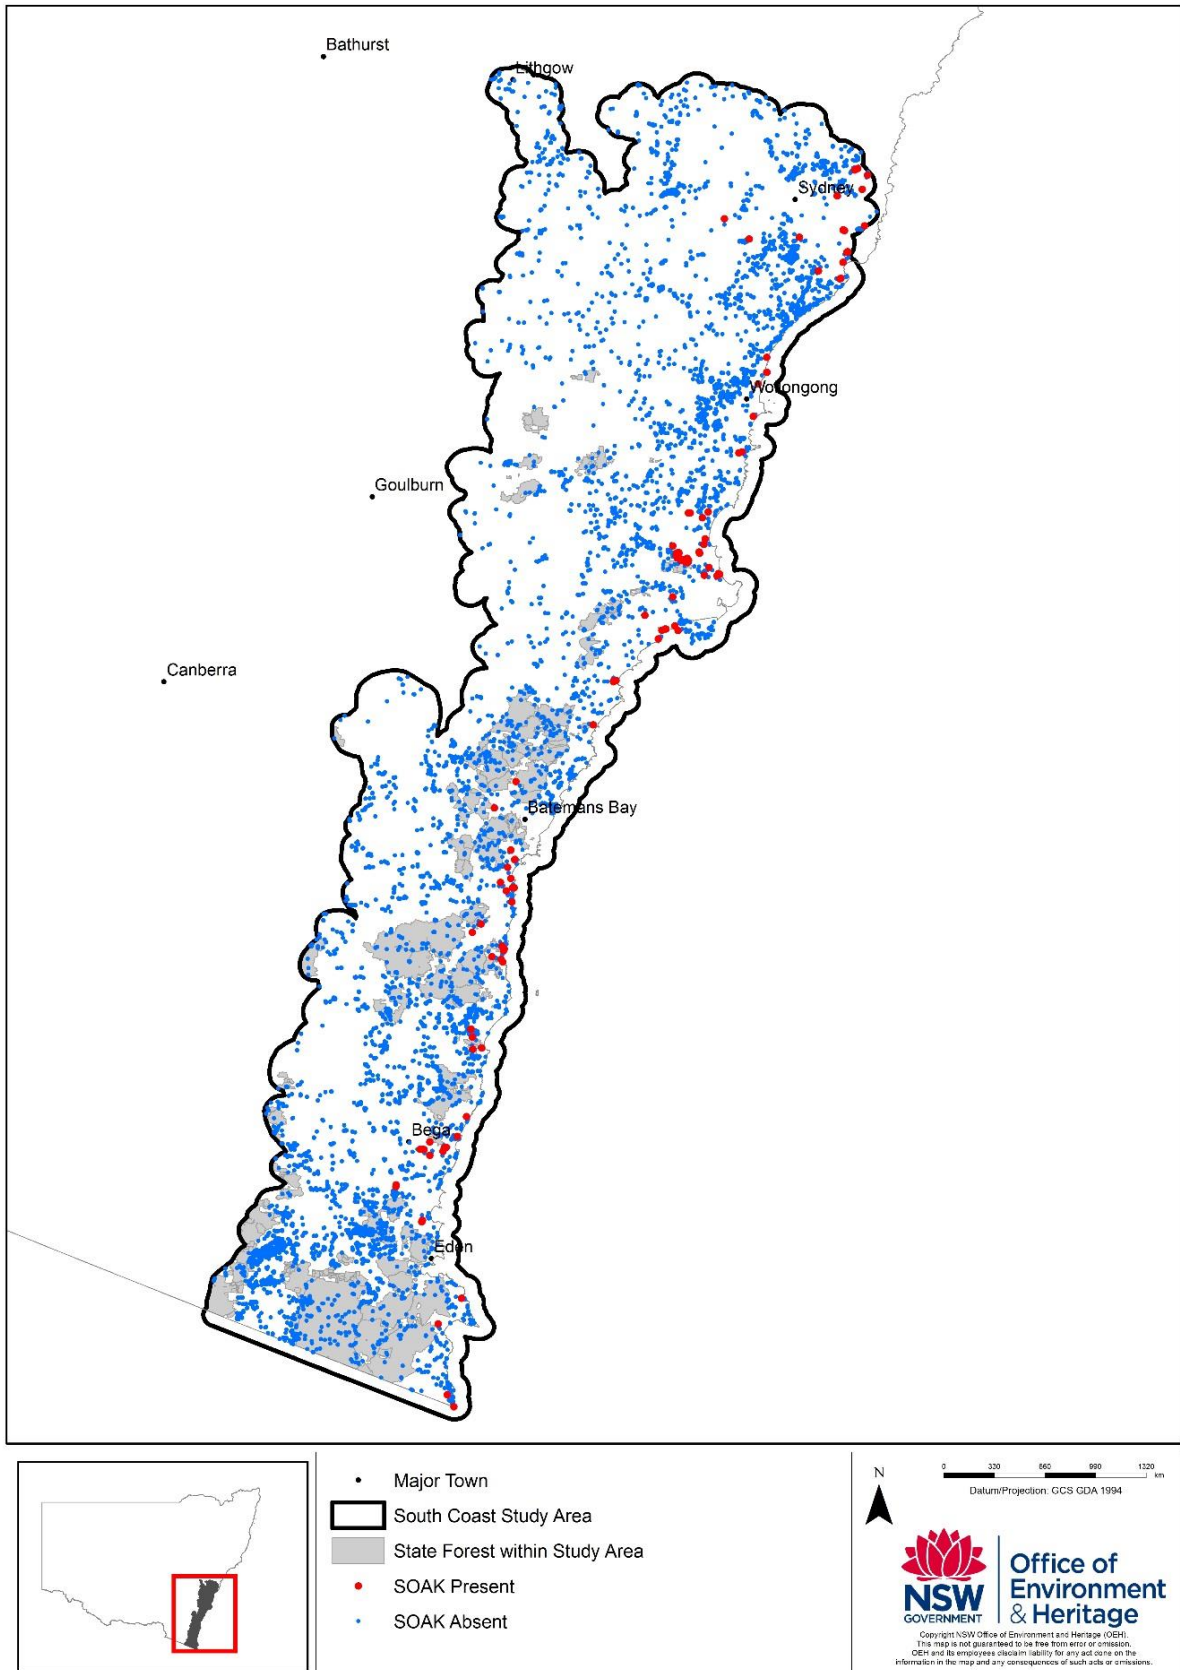 Bathurst
Lithgow
Sydney
Wollongong
Goulburn
Canberra
Batemans Bay
Bega
Eden
Major Town
South Coast Study Area
State Forest within Study Area
SOAK Present
SOAK Absent
N
0 330 660 990 1320
km
Datum/Projection: GCS GDA 1994
NSW
GOVERNMENT
Office of
Environment
& Heritage
Copyright NSW Office of Environment and Heritage (OEH).
This map is not guaranteed to be free from error or omission.
OEH and its employees disclaim liability for any act done on the
information in the map and any consequences of such acts or omissions.